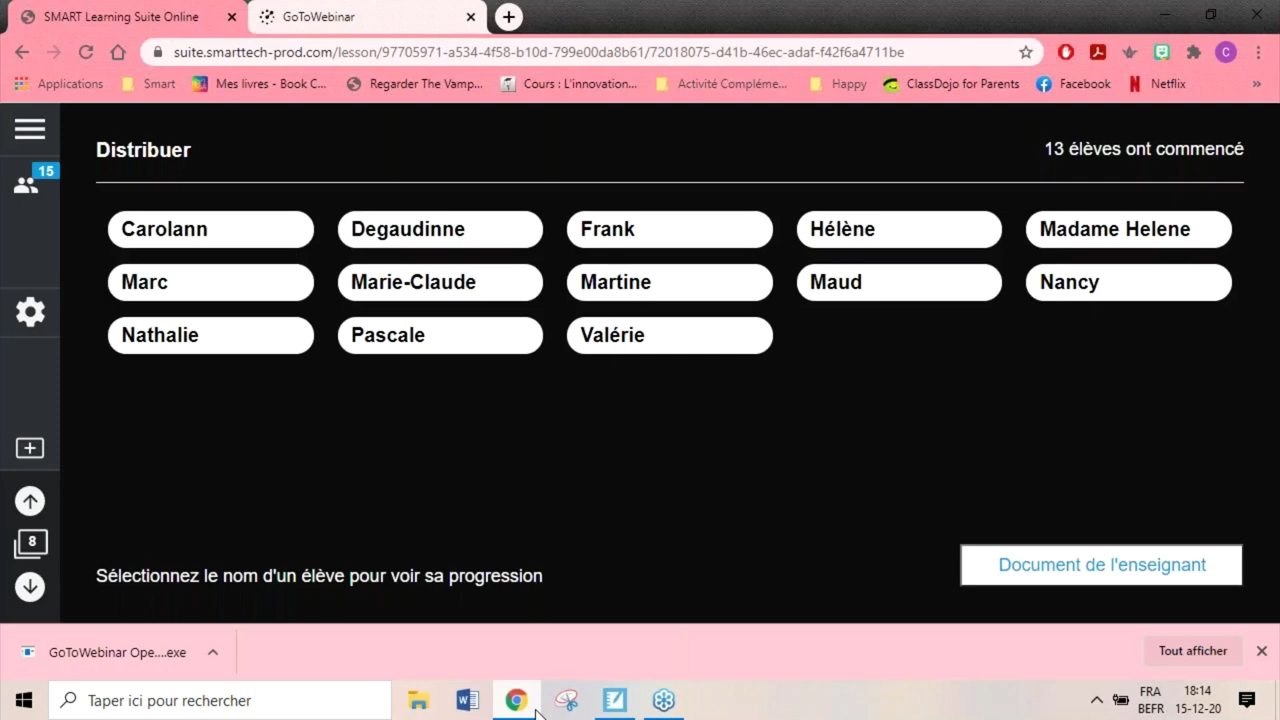 SMART Learning Suite Online
GoToWebinar
suite.smarttech-prod.com/lesson/97705971-a534-4f58-b10d-799e00da8b61/72018075-d41b-46ec-adaf-f42f6a4711be
C
Applications Smart Mes livres - Book C... Regarder The Vamp... Cours : L'innovation... Activité Compléme... Happy ClassDojo for Parents Facebook Netflix »
Distribuer
13 élèves ont commencé
15
Carolann Degaudinne Frank Hélène Madame Helene
Marc Marie-Claude Martine Maud Nancy
Nathalie Pascale Valérie
8
Sélectionnez le nom d'un élève pour voir sa progression
Document de l'enseignant
GoToWebinar Ope....exe
Tout afficher
Taper ici pour rechercher
FRA 18:14
BEFR 15-12-20